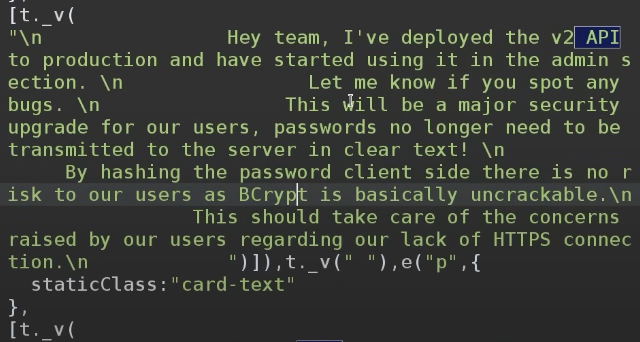 [t._v(
"\n Hey team, I've deployed the v2 API
to production and have started using it in the admin s
ection. \n Let me know if you spot any
bugs. \n This will be a major security
upgrade for our users, passwords no longer need to be
transmitted to the server in clear text! \n
By hashing the password client side there is no r
isk to our users as BCrypt is basically uncrackable.\n
This should take care of the concerns
raised by our users regarding our lack of HTTPS connec
tion.\n ")]),t._v(" "),e("p",{
staticClass:"card-text"
},
[t._v(